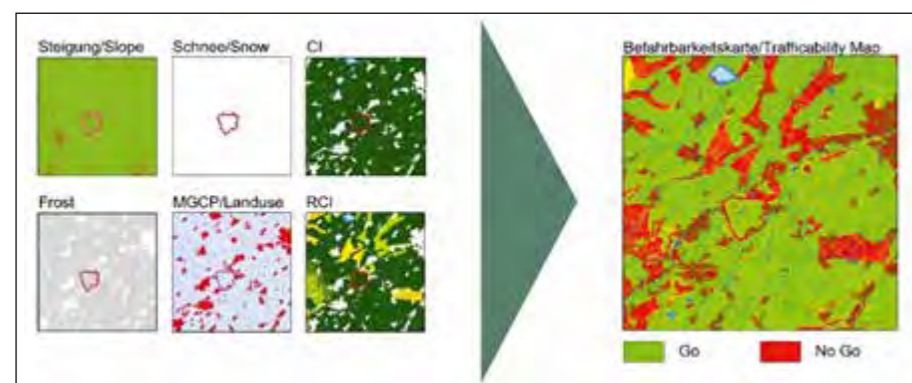 Steigung/Slope
Schnee/Snow
CI
Frost
MGCP/Landuse
RCI
Befahrbarkeitskarte/Trafficability Map
Go
No Go